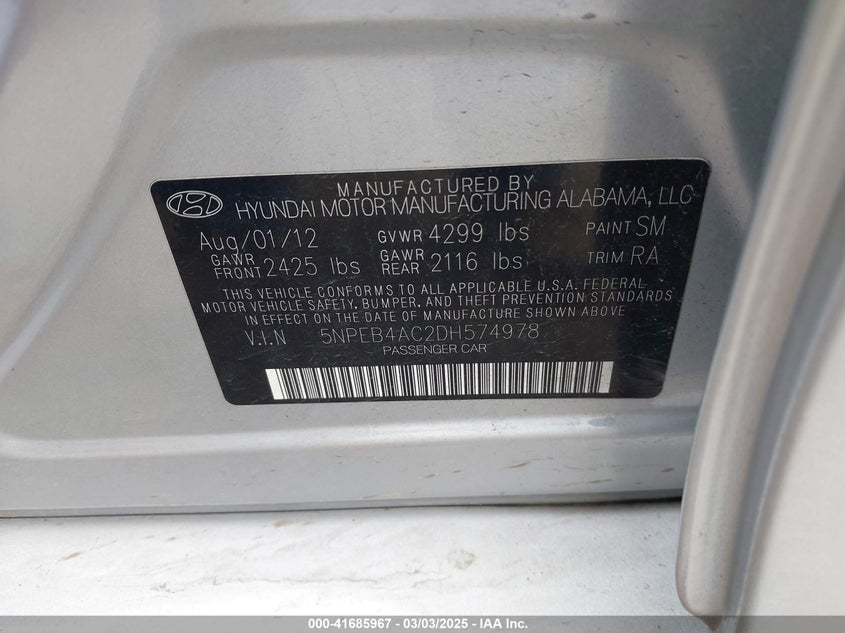 MANUFACTURED BY
HYUNDAI MOTOR MANUFACTURING ALABAMA, LLC
Aug/01/12 GVWR 4299 lbs PAINT SM
GAWR FRONT 2425 lbs GAWR REAR 2116 lbs TRIM RA
THIS VEHICLE CONFORMS TO ALL APPLICABLE U.S.A. FEDERAL
MOTOR VEHICLE SAFETY, BUMPER, AND THEFT PREVENTION STANDARDS
IN EFFECT ON THE DATE OF MANUFACTURE SHOWN ABOVE
V.I.N 5NPEB4AC2DH574978
PASSENGER CAR
000-41685967 - 03/03/2025 - IAA Inc.